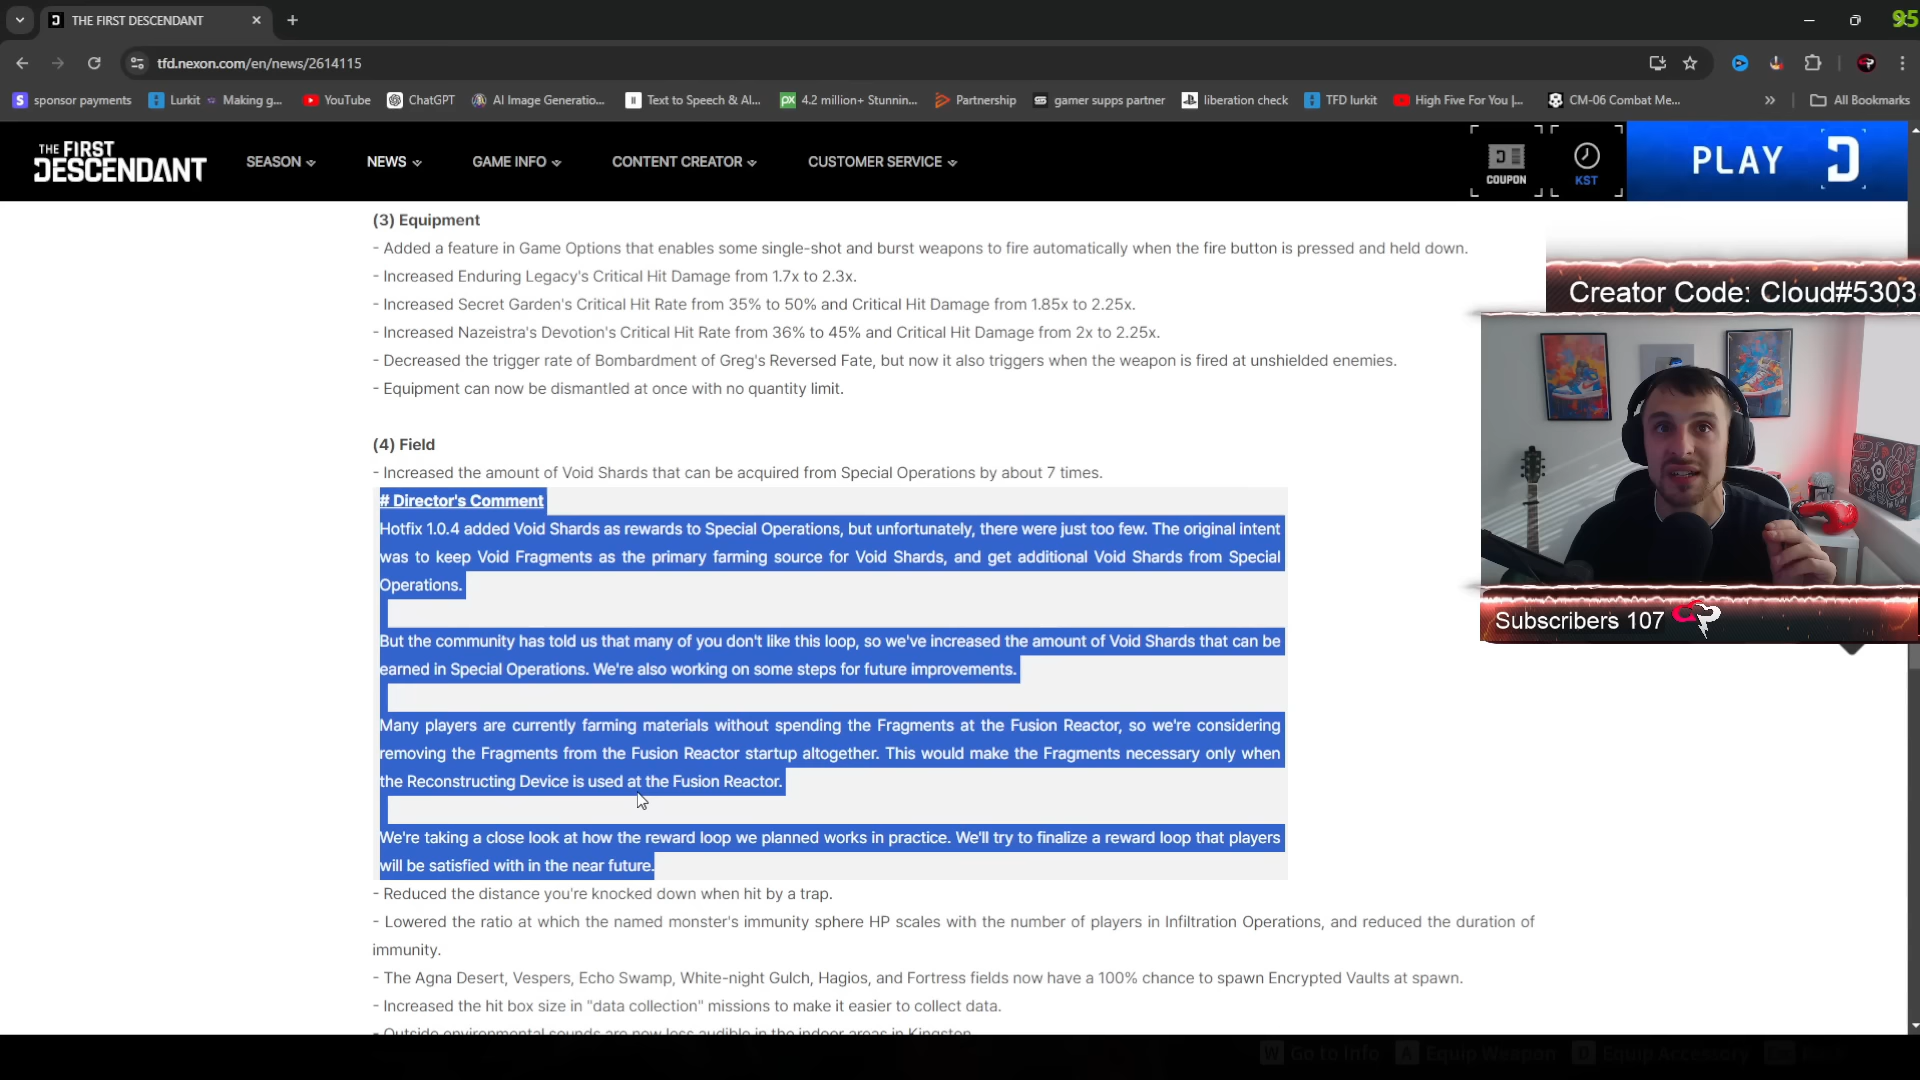 THE FIRST DESCENDANT
95
tfd.nexon.com/en/news/2614115
sponsor payments
Lurkit
Making g...
YouTube
ChatGPT
AI Image Generatio...
Text to Speech & Al...
4.2 million+ Stunnin...
Partnership
gamer supps partner
liberation check
TFD lurkit
High Five For You |...
CM-06 Combat Me...
All Bookmarks
THE FIRST
DESCENDANT
SEASON
NEWS
GAME INFO
CONTENT CREATOR
CUSTOMER SERVICE
COUPON
KST
PLAY
(3) Equipment
- Added a feature in Game Options that enables some single-shot and burst weapons to fire automatically when the fire button is pressed and held down.
- Increased Enduring Legacy's Critical Hit Damage from 1.7x to 2.3x.
- Increased Secret Garden's Critical Hit Rate from 35% to 50% and Critical Hit Damage from 1.85x to 2.25x.
- Increased Nazeistra's Devotion's Critical Hit Rate from 36% to 45% and Critical Hit Damage from 2x to 2.25x.
- Decreased the trigger rate of Bombardment of Greg's Reversed Fate, but now it also triggers when the weapon is fired at unshielded enemies.
- Equipment can now be dismantled at once with no quantity limit.
(4) Field
- Increased the amount of Void Shards that can be acquired from Special Operations by about 7 times.
# Director's Comment
Hotfix 1.0.4 added Void Shards as rewards to Special Operations, but unfortunately, there were just too few. The original intent
was to keep Void Fragments as the primary farming source for Void Shards, and get additional Void Shards from Special
Operations.
But the community has told us that many of you don't like this loop, so we've increased the amount of Void Shards that can be
earned in Special Operations. We're also working on some steps for future improvements.
Many players are currently farming materials without spending the Fragments at the Fusion Reactor, so we're considering
removing the Fragments from the Fusion Reactor startup altogether. This would make the Fragments necessary only when
the Reconstructing Device is used at the Fusion Reactor.
We're taking a close look at how the reward loop we planned works in practice. We'll try to finalize a reward loop that players
will be satisfied with in the near future.
- Reduced the distance you're knocked down when hit by a trap.
- Lowered the ratio at which the named monster's immunity sphere HP scales with the number of players in Infiltration Operations, and reduced the duration of
immunity.
- The Agna Desert, Vespers, Echo Swamp, White-night Gulch, Hagios, and Fortress fields now have a 100% chance to spawn Encrypted Vaults at spawn.
- Increased the hit box size in "data collection" missions to make it easier to collect data.
- Outside environmental sounds are now less audible in the indoor areas in Kingston.
Creator Code: Cloud#5303
Subscribers 107
W Go to Info
A Equip Weapon
D Equip Accessory